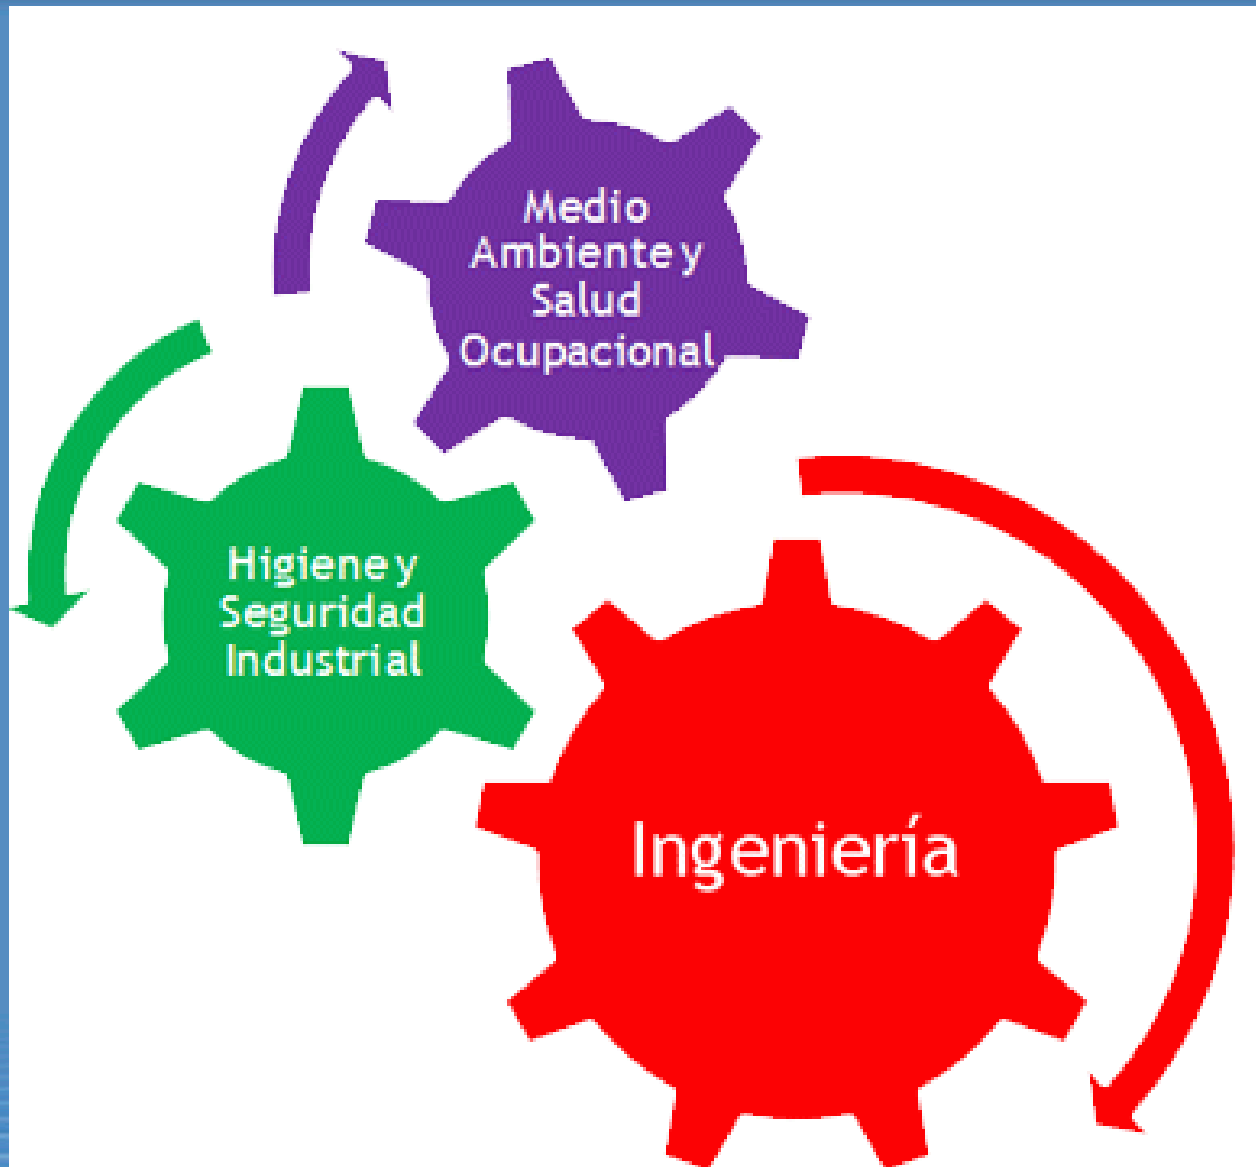 Medio
Ambiente y
Salud
Ocupacional
Higiene y
Seguridad
Industrial
Ingeniería